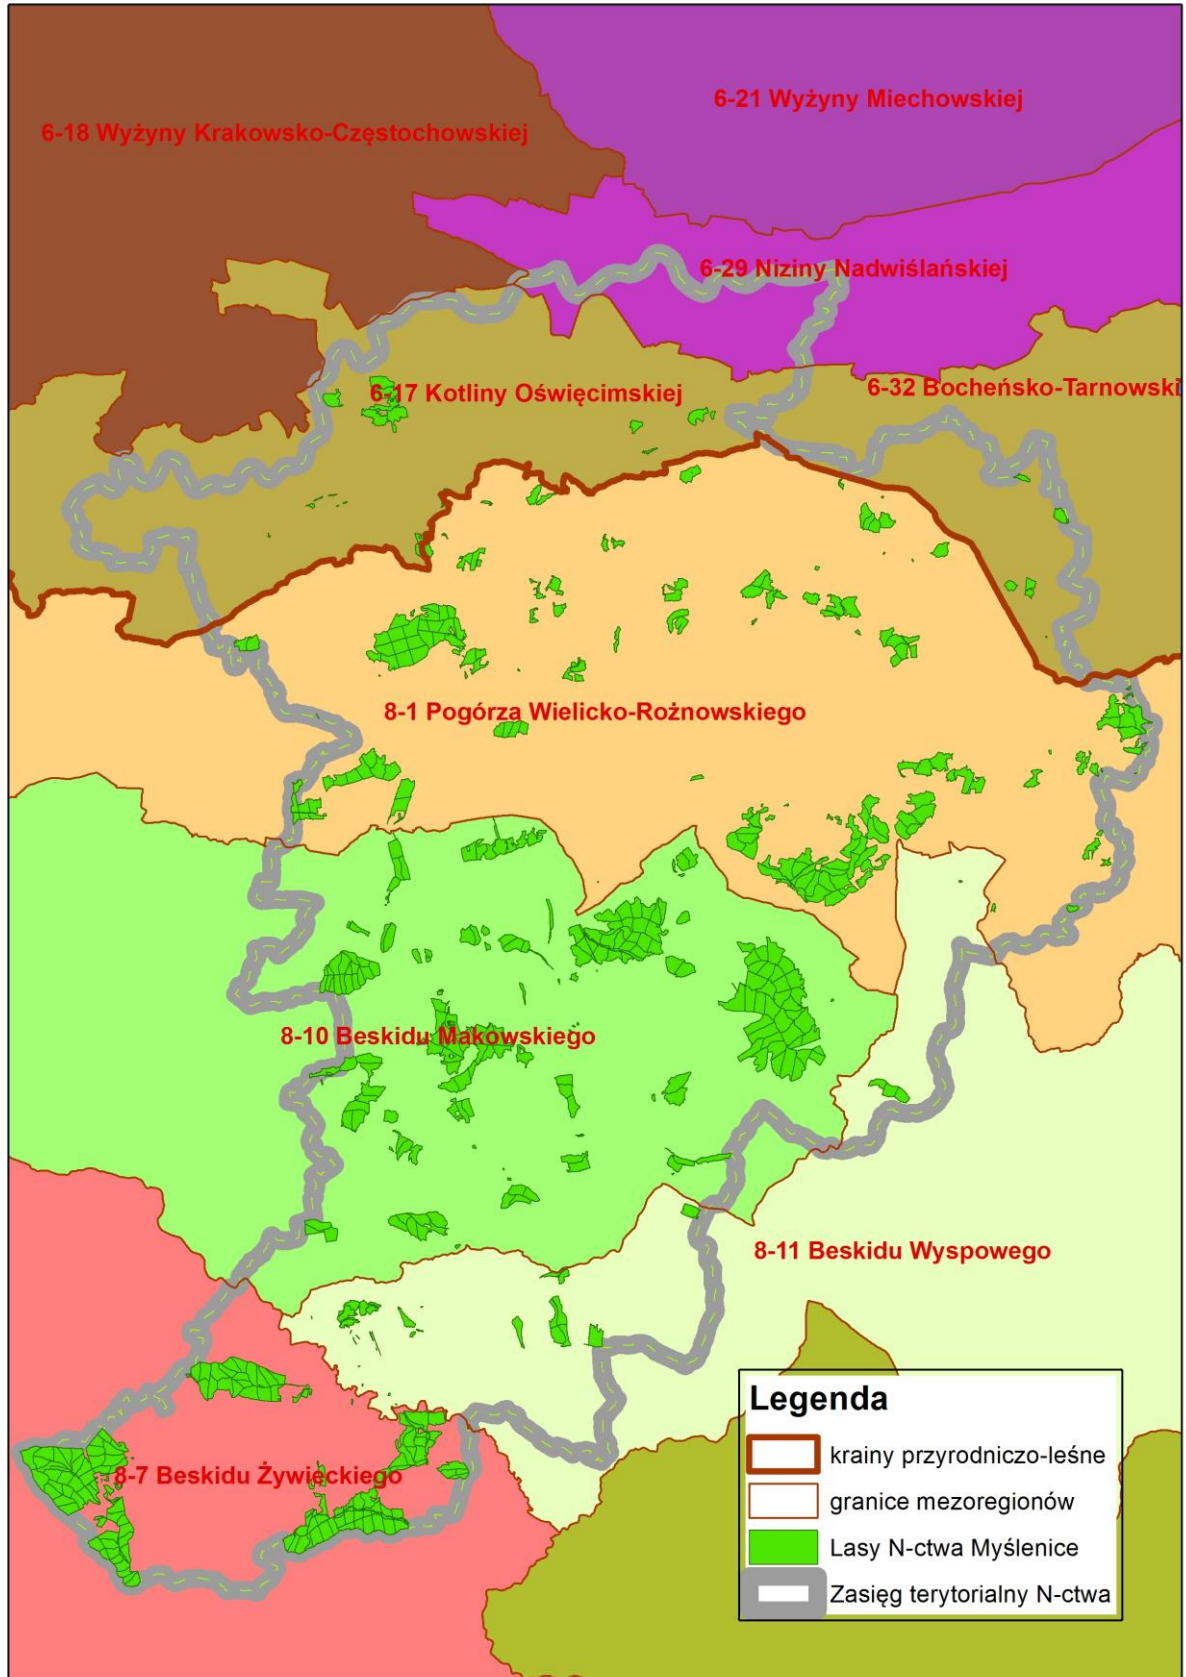 6-21 Wyżyny Miechowskiej
6-18 Wyżyny Krakowsko-Częstochowskiej
6-29 Niziny Nadwiślańskiej
6-17 Kotliny Oświęcimskiej
6-32 Bocheńsko-Tarnowski
8-1 Pogórza Wielicko-Rożnowskiego
8-10 Beskidu Makowskiego
8-11 Beskidu Wyspowego
8-7 Beskidu Żywieckiego
Legenda
krainy przyrodniczo-leśne
granice mezoregionów
Lasy N-ctwa Myślenice
Zasięg terytorialny N-ctwa